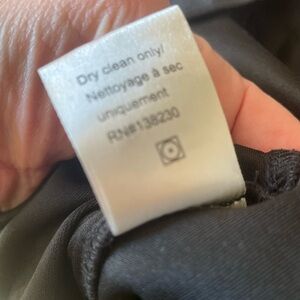 Dry clean only/
Nettoyage à sec
uniquement
RN#138230